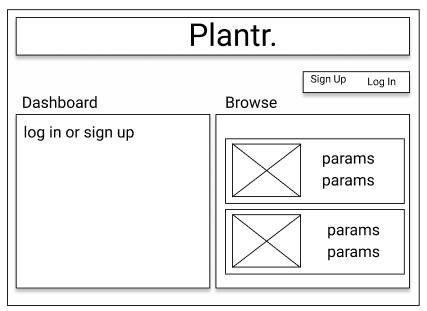 Plantr.
Sign Up
Log In
Dashboard
Browse
log in or sign up
params
params
params
params